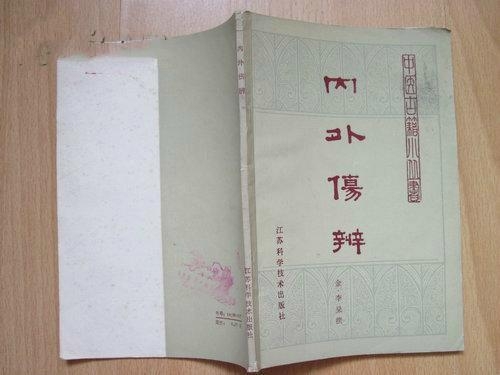 中医古籍小丛書
内外傷辨
金·李杲撰
江苏科学技术出版社
内外伤辨
江苏科学技术出版社